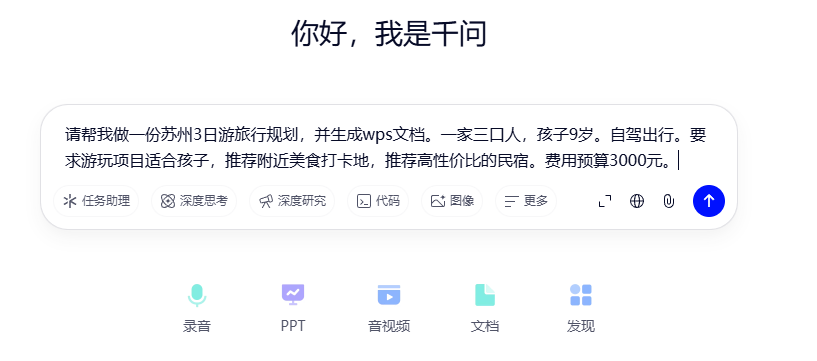 你好，我是千问
请帮我做一份苏州3日游旅行规划，并生成wps文档。一家三口人，孩子9岁。自驾出行。要
求游玩项目适合孩子，推荐附近美食打卡地，推荐高性价比的民宿。费用预算3000元。
任务助理 深度思考 深度研究 代码 图像 更多
录音 PPT 音视频 文档 发现